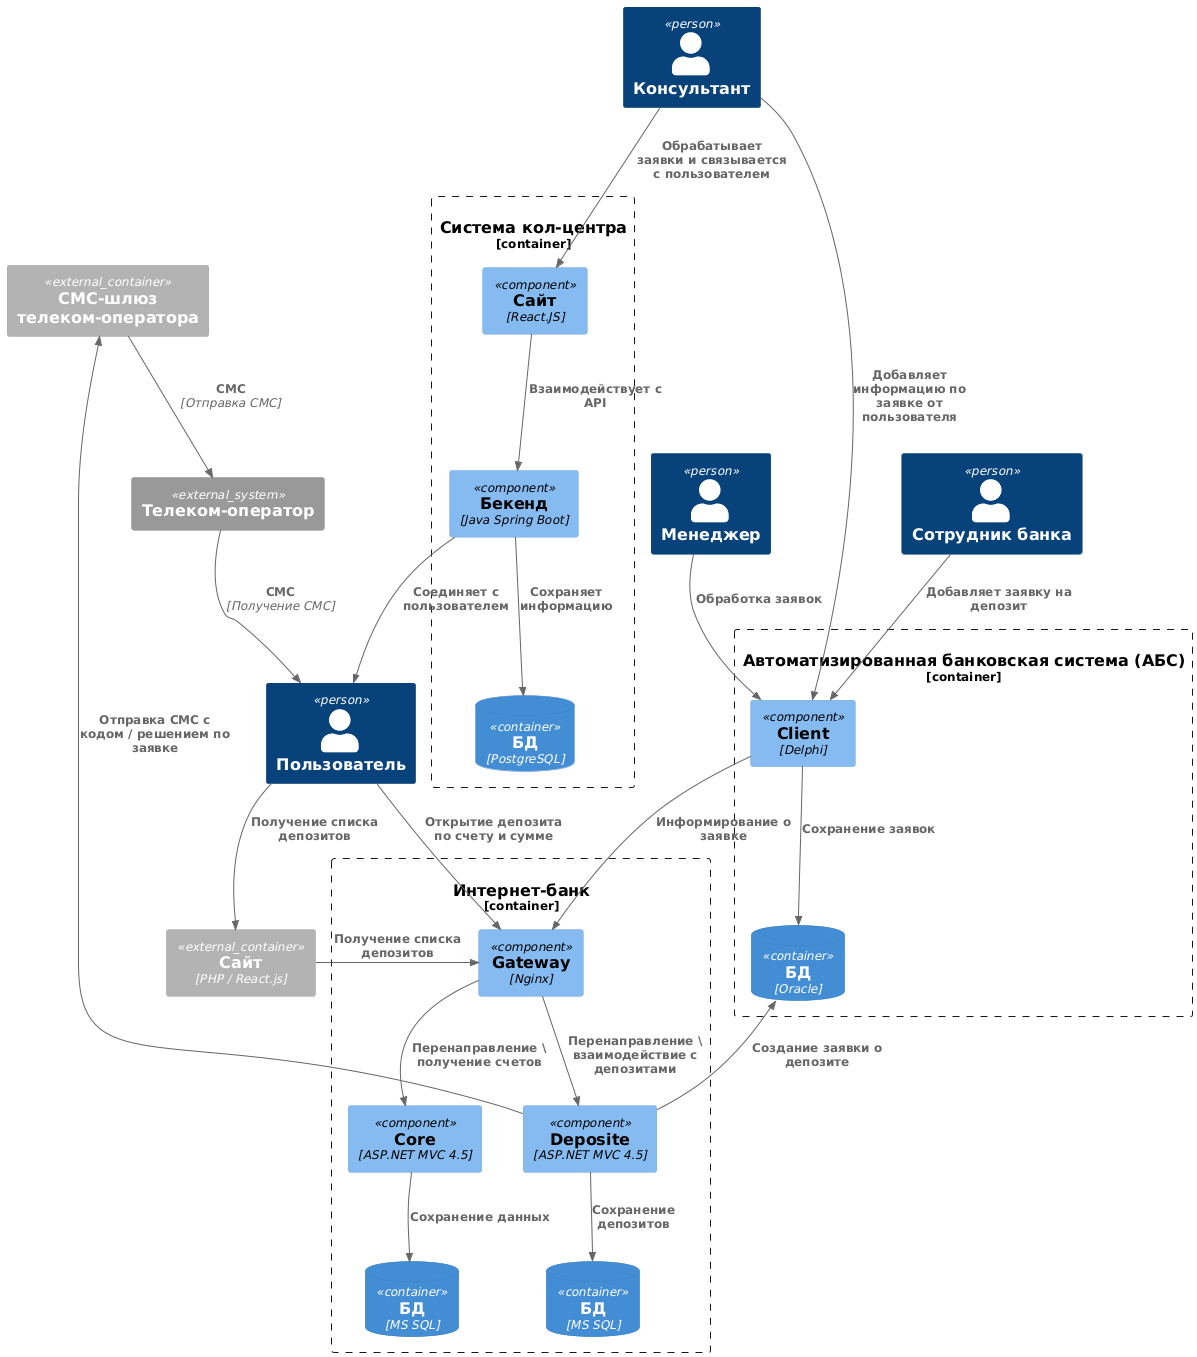 «person»
Консультант
Обрабатывает
заявки и связывается
с пользователем
Система кол-центра
[container]
«component»
Сайт
[React.JS]
«external_container»
СМС-шлюз
телеком-оператора
СМС
[Отправка СМС]
Взаимодействует с
API
Добавляет
информацию по
заявке от
пользователя
«external_system»
Телеком-оператор
«component»
Бекенд
[Java Spring Boot]
«person»
Менеджер
«person»
Сотрудник банка
СМС
[Получение СМС]
Соединяет с
пользователем
Сохраняет
информацию
Обработка заявок
Добавляет заявку на
депозит
Автоматизированная банковская система (АБС)
[container]
«person»
Пользователь
«container»
БД
[PostgreSQL]
«component»
Client
[Delphi]
Отправка СМС с
кодом / решением по
заявке
Получение списка
депозитов
Открытие депозита
по счету и сумме
Информирование о
заявке
Сохранение заявок
Интернет-банк
[container]
«external_container»
Сайт
[PHP / React.js]
Получение списка
депозитов
«component»
Gateway
[Nginx]
«container»
БД
[Oracle]
Перенаправление \
получение счетов
Перенаправление \
взаимодействие с
депозитами
Создание заявки о
депозите
«component»
Core
[ASP.NET MVC 4.5]
«component»
Deposite
[ASP.NET MVC 4.5]
Сохранение данных
Сохранение
депозитов
«container»
БД
[MS SQL]
«container»
БД
[MS SQL]